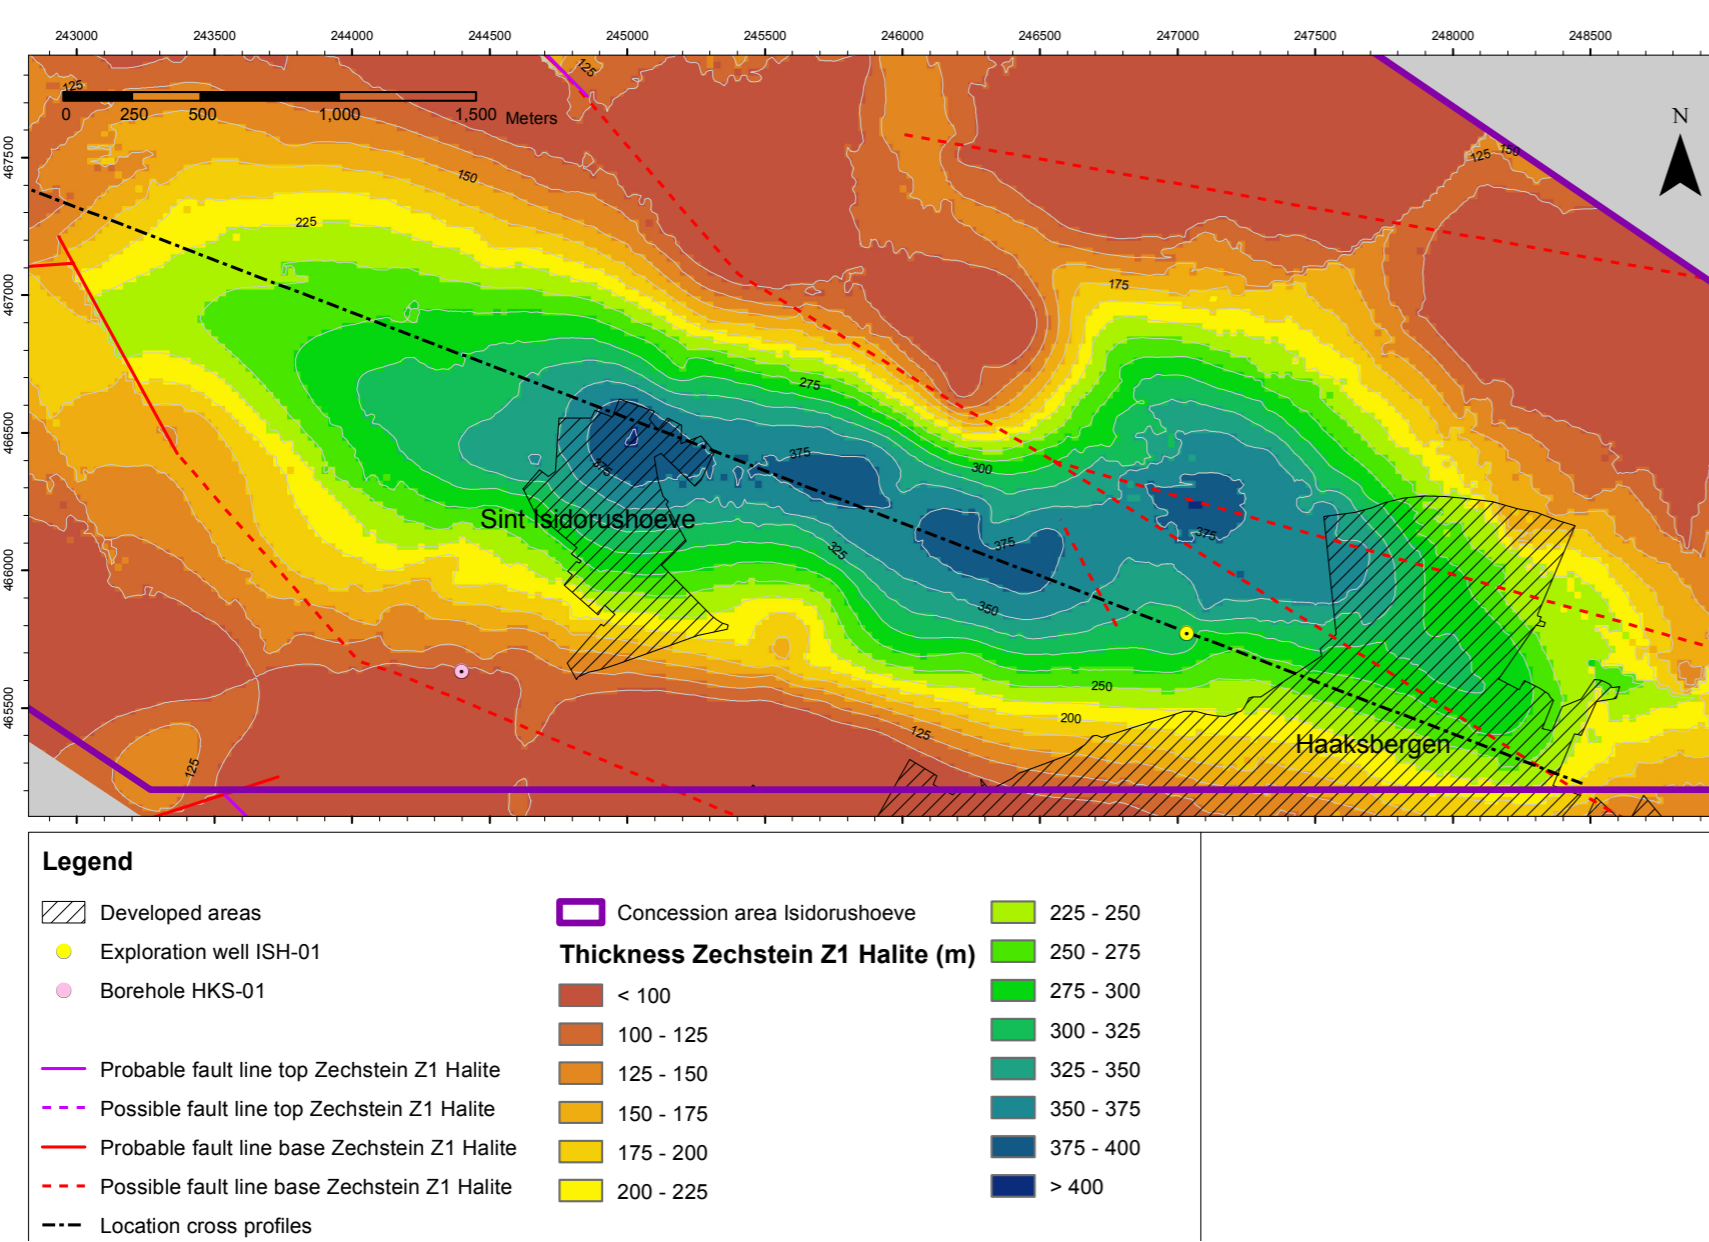 243000 243500 244000 244500 245000 245500 246000 246500 247000 247500 248000 248500
125
125
0 250 500 1,000 1,500 Meters
N
467500
150
125 150
225
467000
175
275
466500
300
375
375
Sint Isidorushoeve
375
375
466000
325
350
250
465500
200
125
Haaksbergen
125
Legend
Developed areas
Exploration well ISH-01
Borehole HKS-01
Probable fault line top Zechstein Z1 Halite
Possible fault line top Zechstein Z1 Halite
Probable fault line base Zechstein Z1 Halite
Possible fault line base Zechstein Z1 Halite
Location cross profiles
Concession area Isidorushoeve
Thickness Zechstein Z1 Halite (m)
< 100
100 - 125
125 - 150
150 - 175
175 - 200
200 - 225
225 - 250
250 - 275
275 - 300
300 - 325
325 - 350
350 - 375
375 - 400
> 400